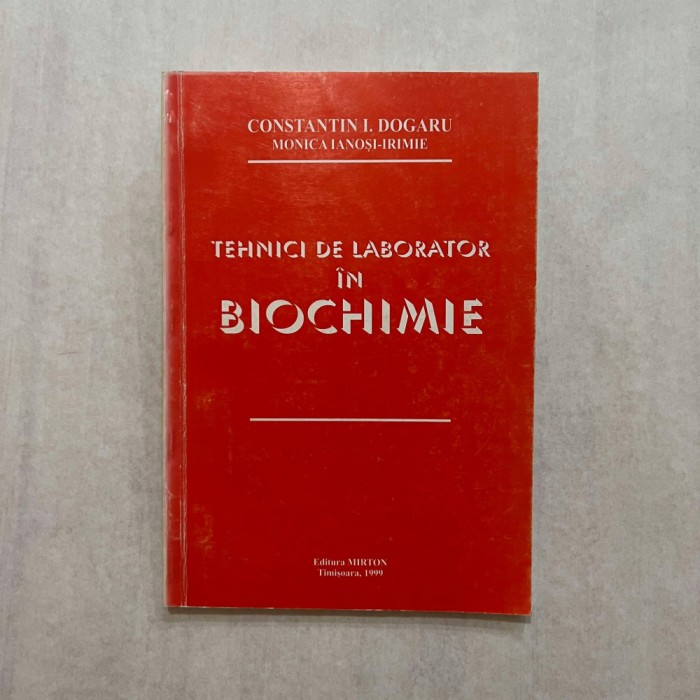 CONSTANTIN I. DOGARU
MONICA IANOȘI-IRIMIE
TEHNICI DE LABORATOR
ÎN
BIOCHIMIE
Editura MIRTON
Timișoara, 1999